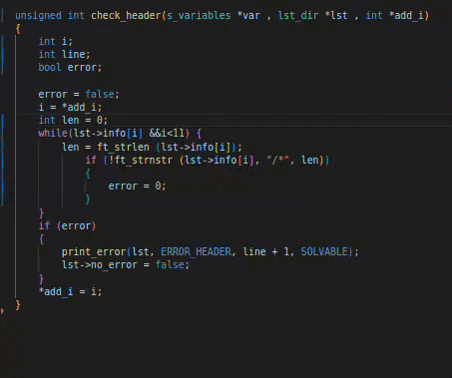 unsigned int check_header(s_variables *var , lst_dir *lst , int *add_i)
{
int i;
int line;
bool error;
error = false;
i = *add_i;
int len = 0;
while(lst->info[i] &&i<11) {
len = ft_strlen (lst->info[i]);
if (!ft_strnstr (lst->info[i], "/*", len))
{
error = 0;
}
}
if (error)
{
print_error(lst, ERROR_HEADER, line + 1, SOLVABLE);
lst->no_error = false;
}
*add_i = i;
}